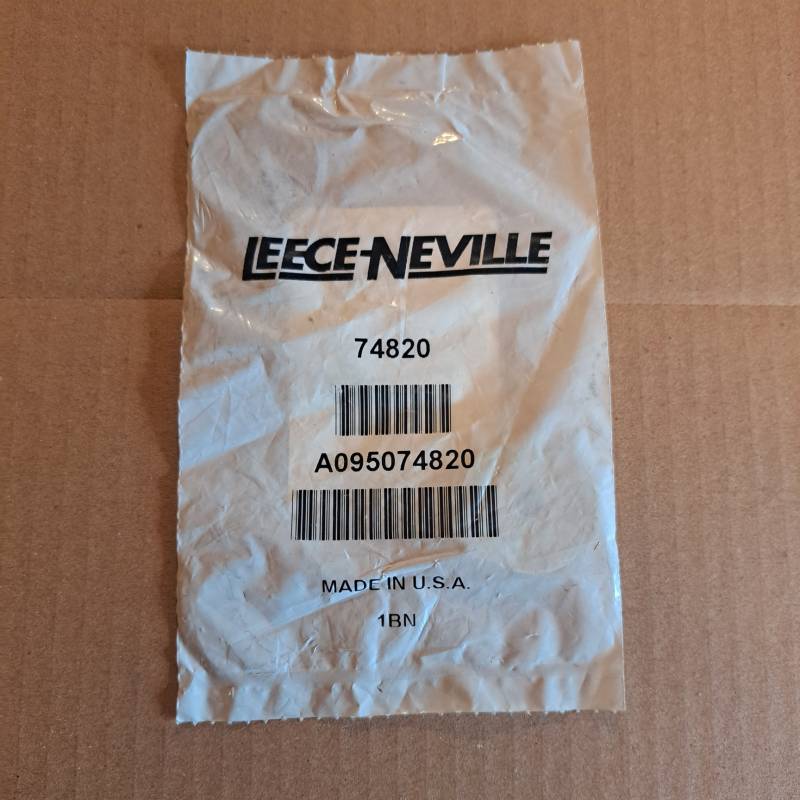 LEECE-NEVILLE
74820
A095074820
MADE IN U.S.A.
1BN